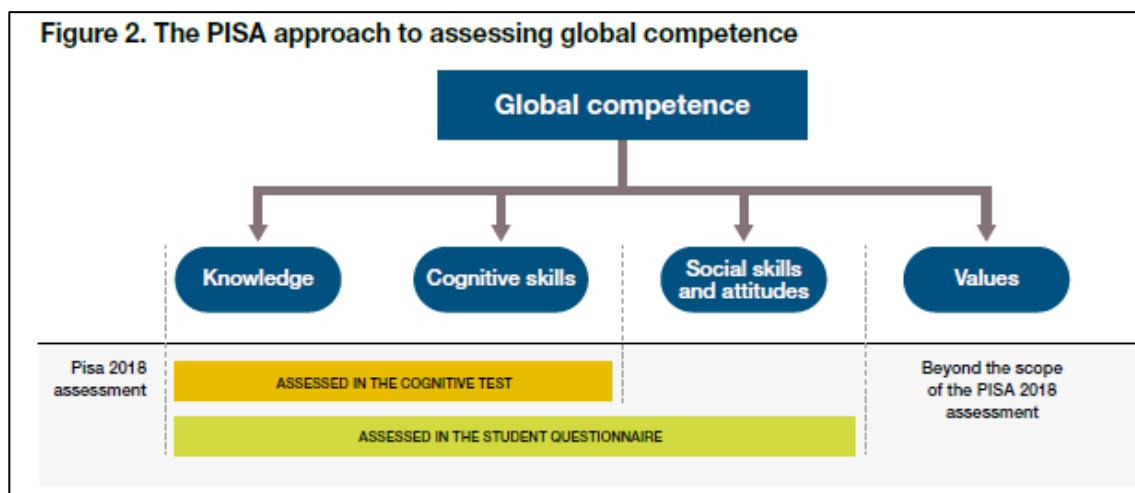 Figure 2. The PISA approach to assessing global competence
Global competence
Knowledge
Cognitive skills
Social skills
and attitudes
Values
Pisa 2018
assessment
ASSESSED IN THE COGNITIVE TEST
ASSESSED IN THE STUDENT QUESTIONNAIRE
Beyond the scope
of the PISA 2018
assessment